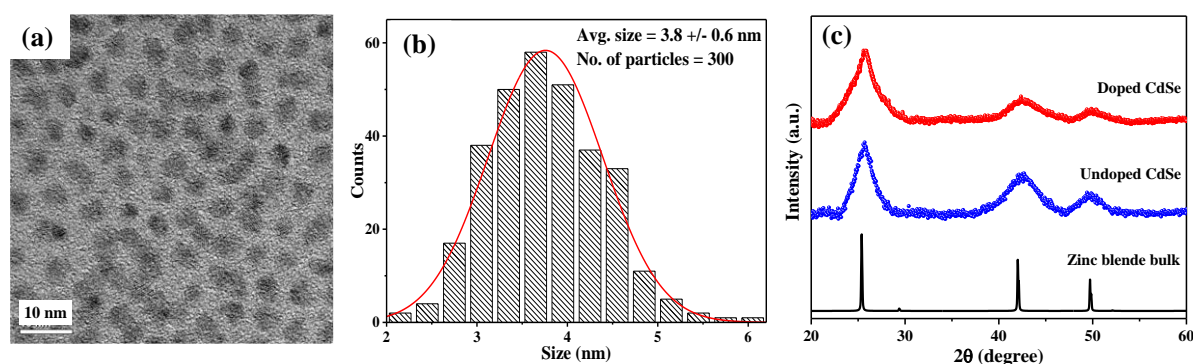 (a)
10 nm
(b)
Avg. size = 3.8 +/- 0.6 nm
No. of particles = 300
60
40
20
0
Counts
2
3
4
5
6
Size (nm)
(c)
Doped CdSe
Undoped CdSe
Zinc blende bulk
Intensity (a.u.)
20
30
40
50
60
2θ (degree)